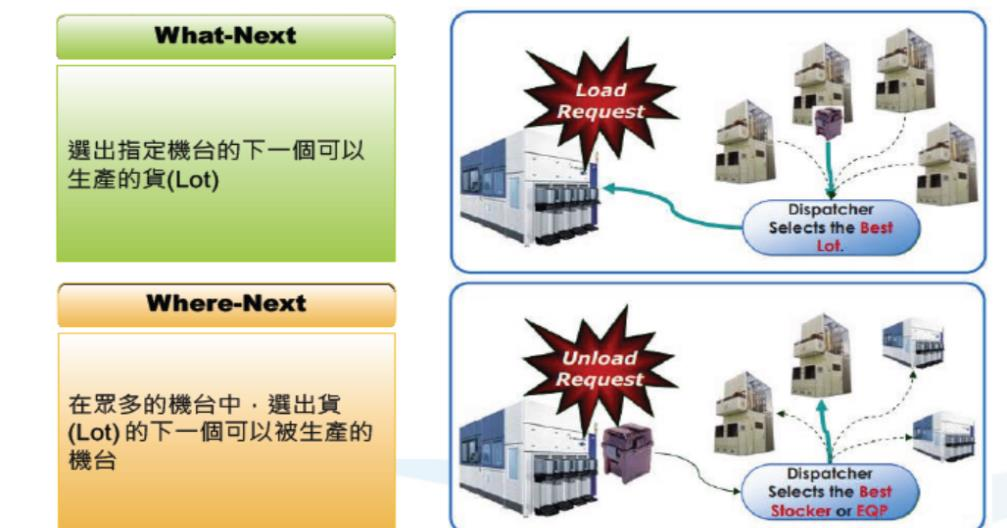 What-Next
選出指定機台的下一個可以
生產的貨(Lot)
Load
Request
Dispatcher
Selects the Best
Lot.
Where-Next
在眾多的機台中，選出貨
(Lot) 的下一個可以被生產的
機台
Unload
Request
Dispatcher
Selects the Best
Stocker or EQP